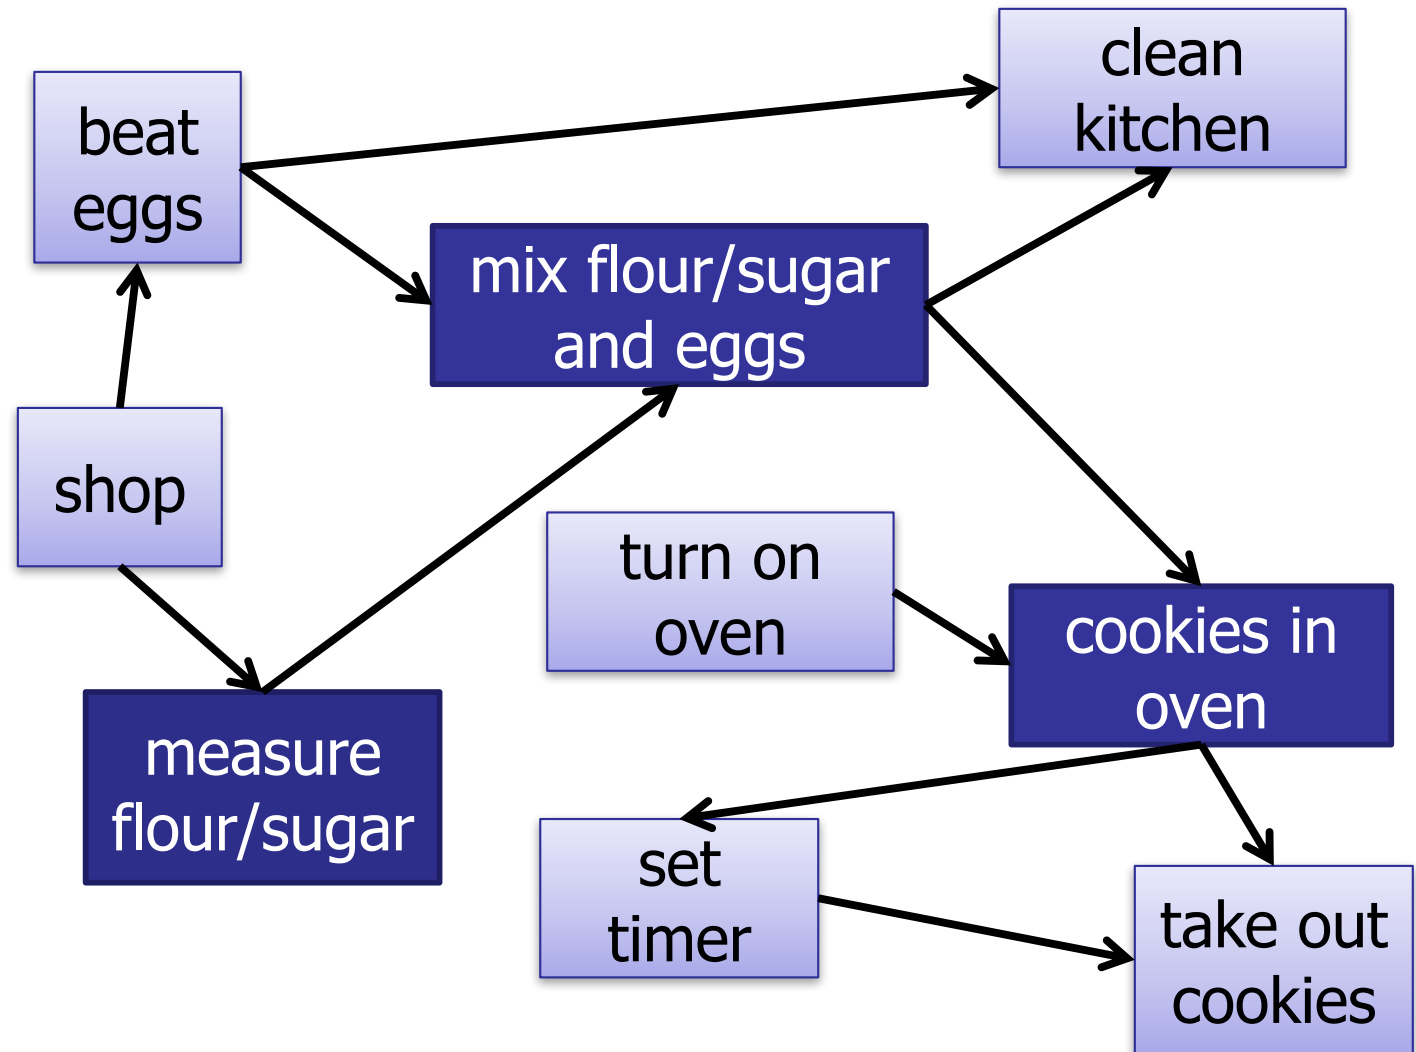 clean
kitchen
beat
eggs
mix flour/sugar
and eggs
shop
turn on
oven
cookies in
oven
measure
flour/sugar
set
timer
take out
cookies